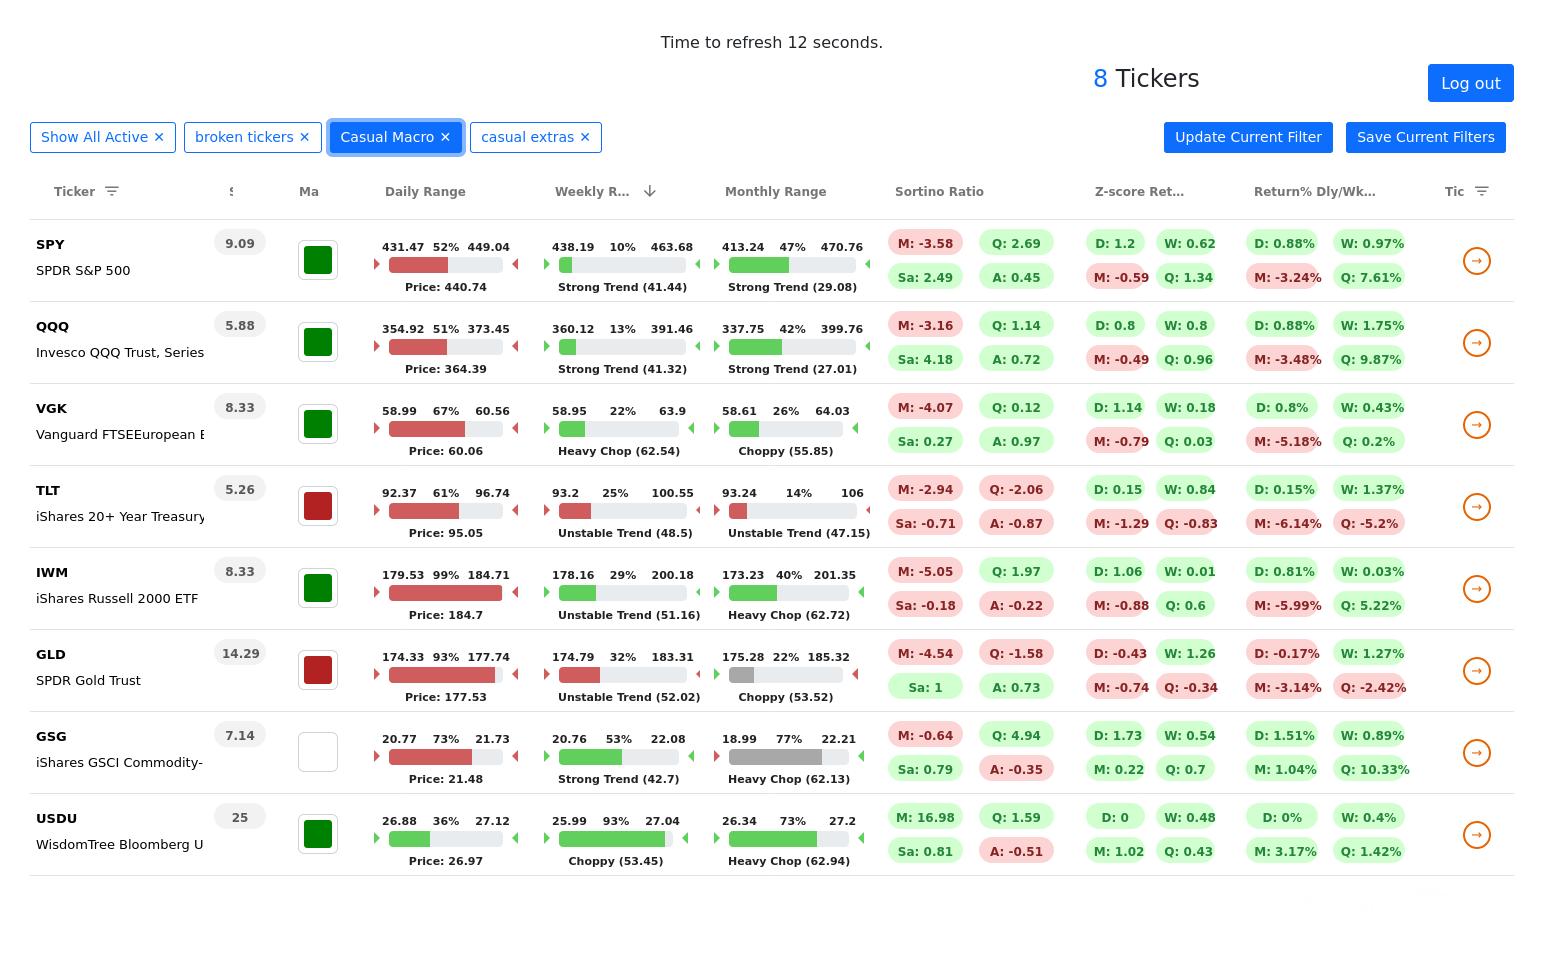 Time to refresh 12 seconds.
8 Tickers
Log out
Show All Active ✕ broken tickers ✕ Casual Macro ✕ casual extras ✕ Update Current Filter Save Current Filters
Ticker Ma Daily Range Weekly R... Monthly Range Sortino Ratio Z-score Ret... Return% Dly/Wk... Tic
SPY 9.09 431.47 52% 449.04 438.19 10% 463.68 413.24 47% 470.76 M: -3.58 Q: 2.69 D: 1.2 W: 0.62 D: 0.88% W: 0.97%
SPDR S&P 500 Price: 440.74 Strong Trend (41.44) Strong Trend (29.08) Sa: 2.49 A: 0.45 M: -0.59 Q: 1.34 M: -3.24% Q: 7.61%
QQQ 5.88 354.92 51% 373.45 360.12 13% 391.46 337.75 42% 399.76 M: -3.16 Q: 1.14 D: 0.8 W: 0.8 D: 0.88% W: 1.75%
Invesco QQQ Trust, Series Price: 364.39 Strong Trend (41.32) Strong Trend (27.01) Sa: 4.18 A: 0.72 M: -0.49 Q: 0.96 M: -3.48% Q: 9.87%
VGK 8.33 58.99 67% 60.56 58.95 22% 63.9 58.61 26% 64.03 M: -4.07 Q: 0.12 D: 1.14 W: 0.18 D: 0.8% W: 0.43%
Vanguard FTSEEuropean E Price: 60.06 Heavy Chop (62.54) Choppy (55.85) Sa: 0.27 A: 0.97 M: -0.79 Q: 0.03 M: -5.18% Q: 0.2%
TLT 5.26 92.37 61% 96.74 93.2 25% 100.55 93.24 14% 106 M: -2.94 Q: -2.06 D: 0.15 W: 0.84 D: 0.15% W: 1.37%
iShares 20+ Year Treasury Price: 95.05 Unstable Trend (48.5) Unstable Trend (47.15) Sa: -0.71 A: -0.87 M: -1.29 Q: -0.83 M: -6.14% Q: -5.2%
IWM 8.33 179.53 99% 184.71 178.16 29% 200.18 173.23 40% 201.35 M: -5.05 Q: 1.97 D: 1.06 W: 0.01 D: 0.81% W: 0.03%
iShares Russell 2000 ETF Price: 184.7 Unstable Trend (51.16) Heavy Chop (62.72) Sa: -0.18 A: -0.22 M: -0.88 Q: 0.6 M: -5.99% Q: 5.22%
GLD 14.29 174.33 93% 177.74 174.79 32% 183.31 175.28 22% 185.32 M: -4.54 Q: -1.58 D: -0.43 W: 1.26 D: -0.17% W: 1.27%
SPDR Gold Trust Price: 177.53 Unstable Trend (52.02) Choppy (53.52) Sa: 1 A: 0.73 M: -0.74 Q: -0.34 M: -3.14% Q: -2.42%
GSG 7.14 20.77 73% 21.73 20.76 53% 22.08 18.99 77% 22.21 M: -0.64 Q: 4.94 D: 1.73 W: 0.54 D: 1.51% W: 0.89%
iShares GSCI Commodity- Price: 21.48 Strong Trend (42.7) Heavy Chop (62.13) Sa: 0.79 A: -0.35 M: 0.22 Q: 0.7 M: 1.04% Q: 10.33%
USDU 25 26.88 36% 27.12 25.99 93% 27.04 26.34 73% 27.2 M: 16.98 Q: 1.59 D: 0 W: 0.48 D: 0% W: 0.4%
WisdomTree Bloomberg U Price: 26.97 Choppy (53.45) Heavy Chop (62.94) Sa: 0.81 A: -0.51 M: 1.02 Q: 0.43 M: 3.17% Q: 1.42%